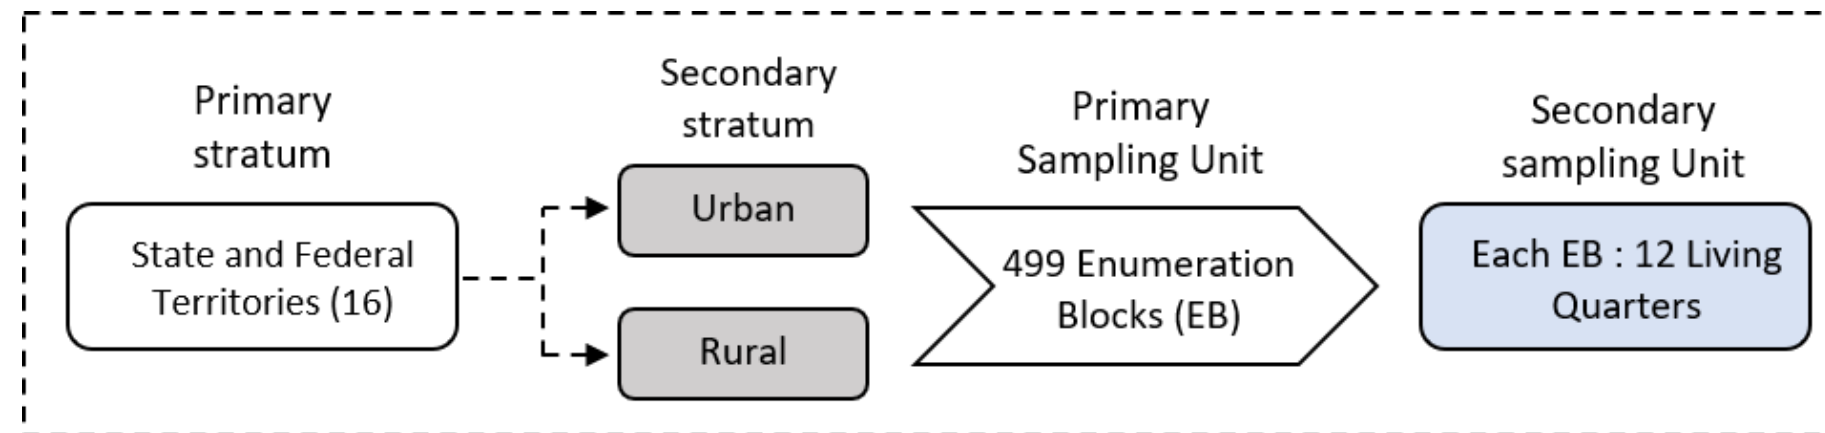 Primary
stratum
State and Federal
Territories (16)
Secondary
stratum
Urban
Rural
Primary
Sampling Unit
499 Enumeration
Blocks (EB)
Secondary
sampling Unit
Each EB : 12 Living
Quarters